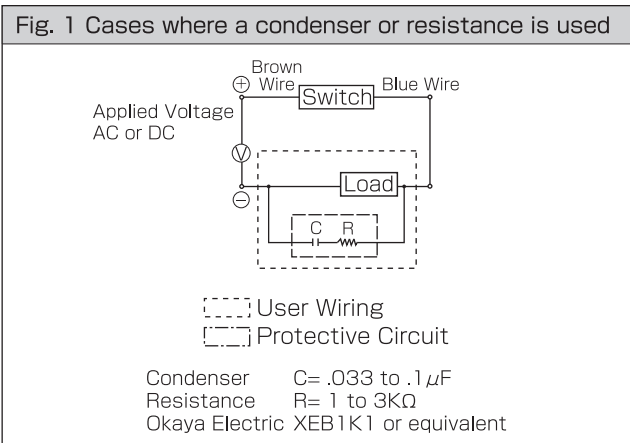 Fig. 1 Cases where a condenser or resistance is used
Brown
⊕ Wire Switch Blue Wire
Applied Voltage
AC or DC
V
Load
⊖
C R
User Wiring
Protective Circuit
Condenser C= .033 to .1μF
Resistance R= 1 to 3KΩ
Okaya Electric XEB1K1 or equivalent